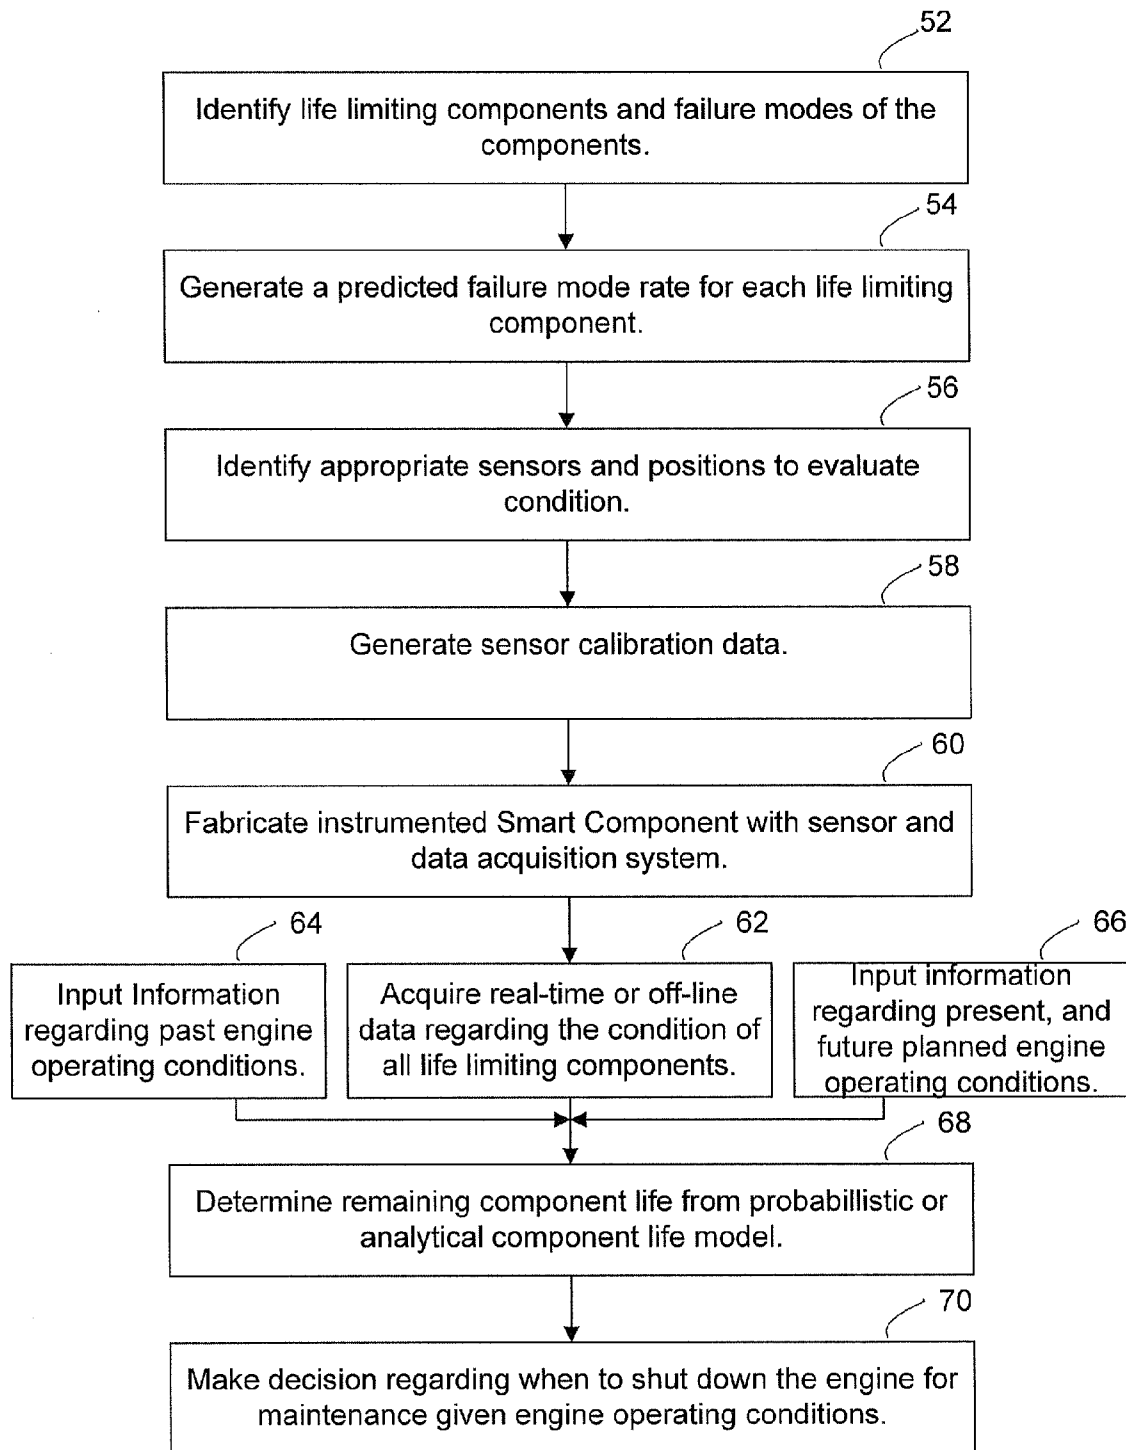 52
Identify life limiting components and failure modes of the
components.
54
Generate a predicted failure mode rate for each life limiting
component.
56
Identify appropriate sensors and positions to evaluate
condition.
58
Generate sensor calibration data.
60
Fabricate instrumented Smart Component with sensor and
data acquisition system.
64
Input Information
regarding past engine
operating conditions.
62
Acquire real-time or off-line
data regarding the condition of
all life limiting components.
66
Input information
regarding present, and
future planned engine
operating conditions.
68
Determine remaining component life from probabillistic or
analytical component life model.
70
Make decision regarding when to shut down the engine for
maintenance given engine operating conditions.